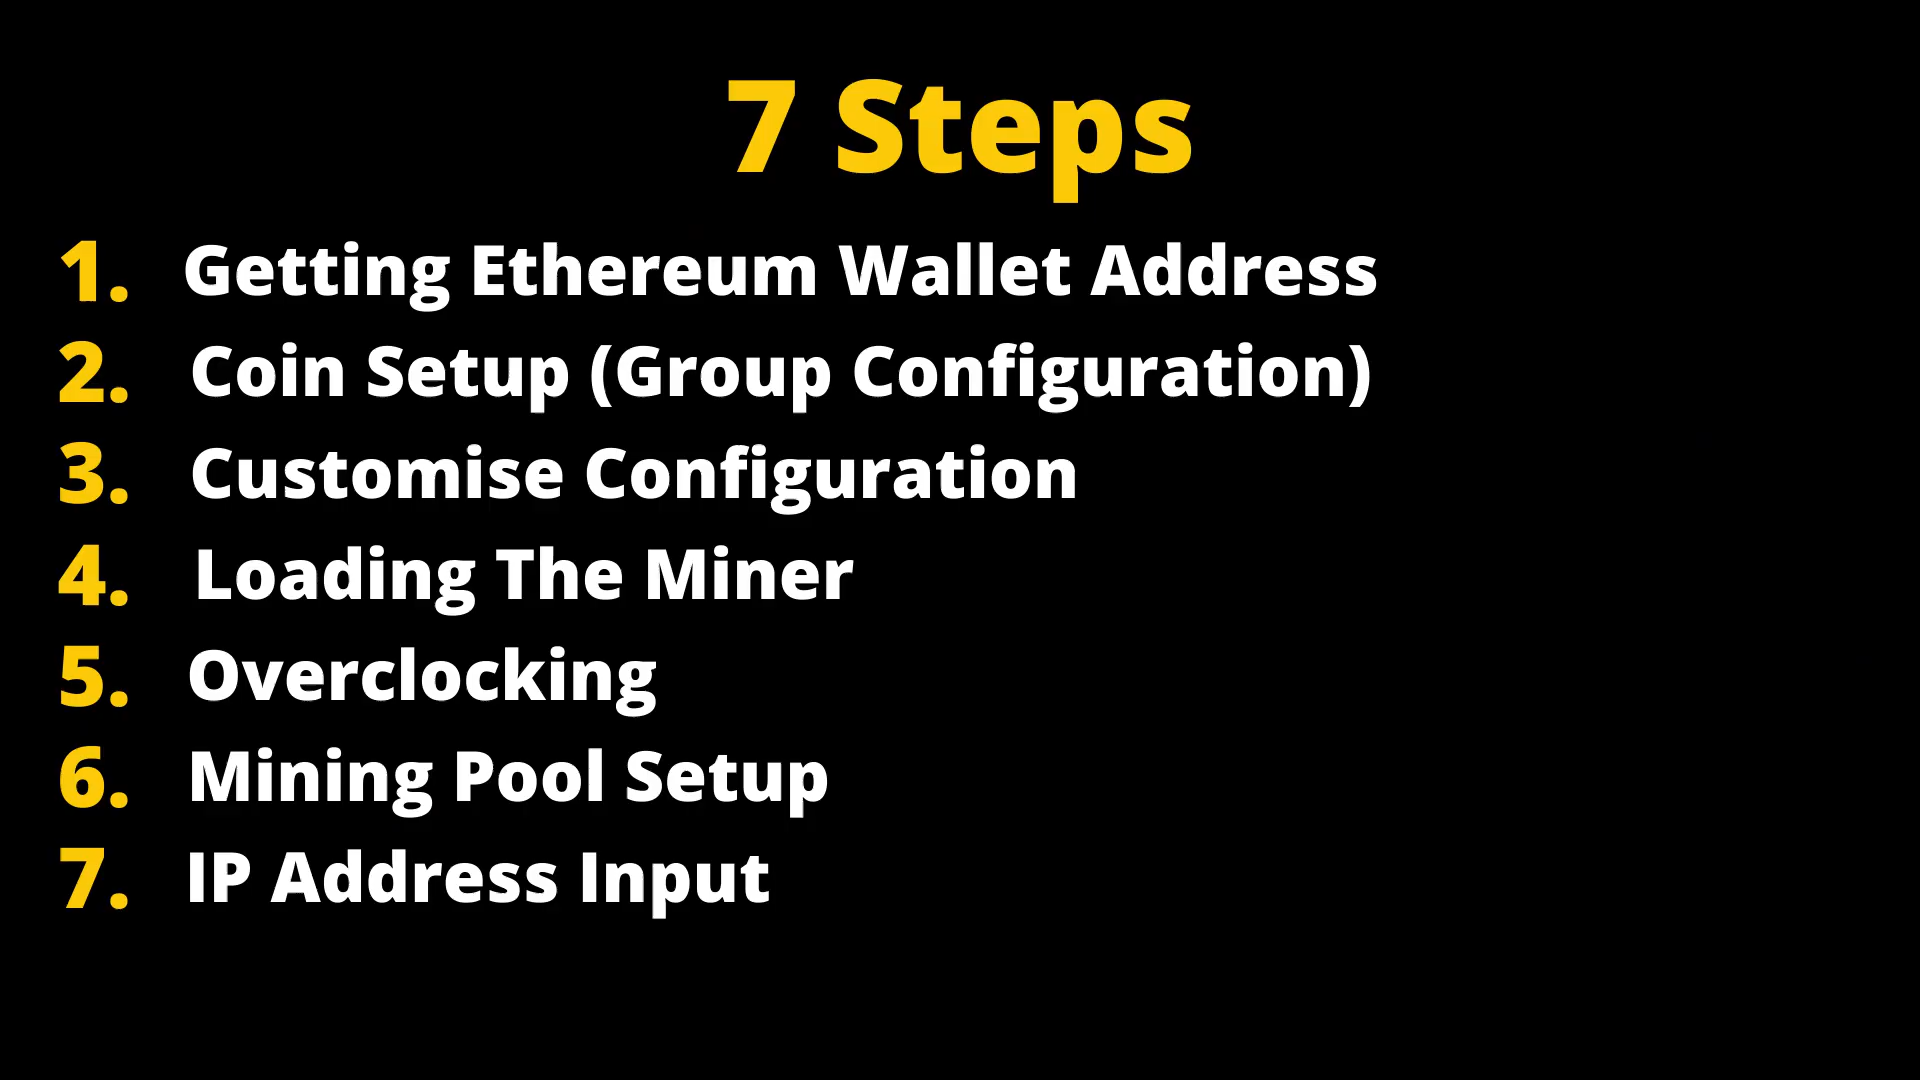 7 Steps
1. Getting Ethereum Wallet Address
2. Coin Setup (Group Configuration)
3. Customise Configuration
4. Loading The Miner
5. Overclocking
6. Mining Pool Setup
7. IP Address Input